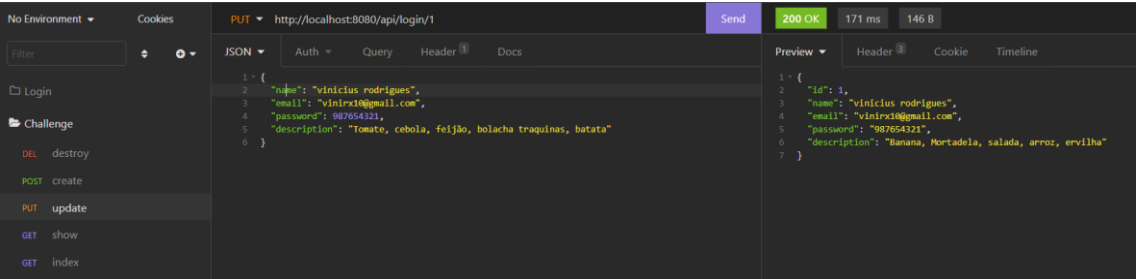 No Environment Cookies
PUT http://localhost:8080/api/login/1 Send
200 OK 171 ms 146 B
Filter
JSON Auth Query Header 1 Docs
Preview Header 3 Cookie Timeline
Login
Challenge
DEL destroy
POST create
PUT update
GET show
GET index
1 {
2 "name": "vinicius rodrigues",
3 "email": "vinirx10@gmail.com",
4 "password": 987654321,
5 "description": "Tomate, cebola, feijão, bolacha traquinas, batata"
6 }
1 {
2 "id": 1,
3 "name": "vinicius rodrigues",
4 "email": "vinirx10@gmail.com",
5 "password": "987654321",
6 "description": "Banana, Mortadela, salada, arroz, ervilha"
7 }